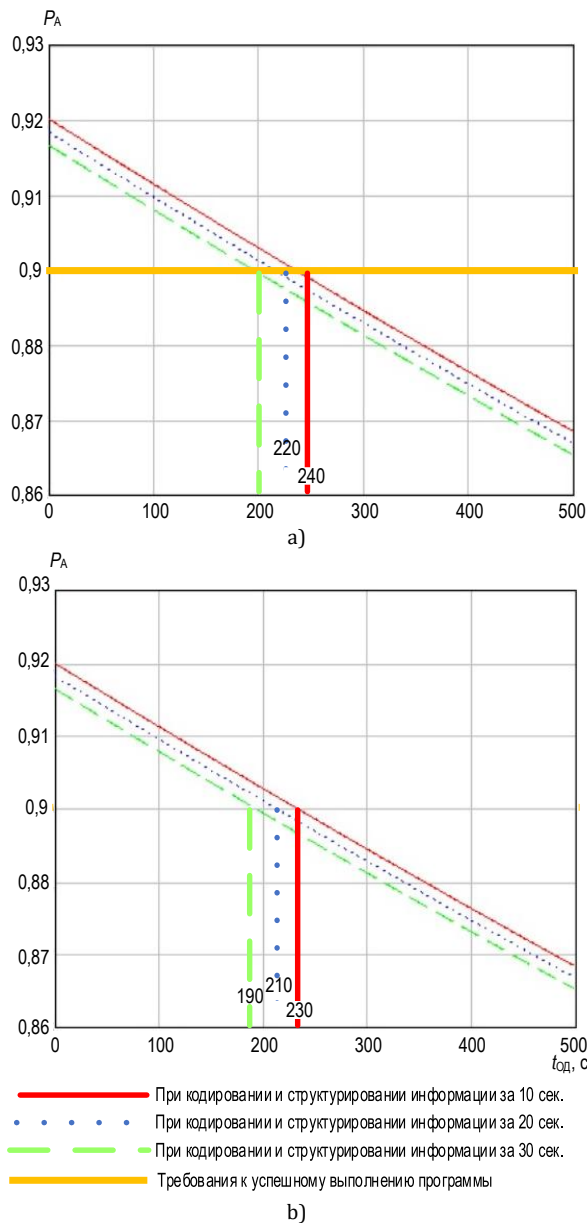 P_A
0,93
0,92
0,91
0,9
0,88
0,87
0,86
220
240
0 100 200 300 400 500
a)
P_A
0,93
0,92
0,91
0,9
0,88
0,87
0,86
190 210 230
0 100 200 300 400 500
t_ОД, с
При кодировании и структурировании информации за 10 сек.
При кодировании и структурировании информации за 20 сек.
При кодировании и структурировании информации за 30 сек.
Требования к успешному выполнению программы
b)